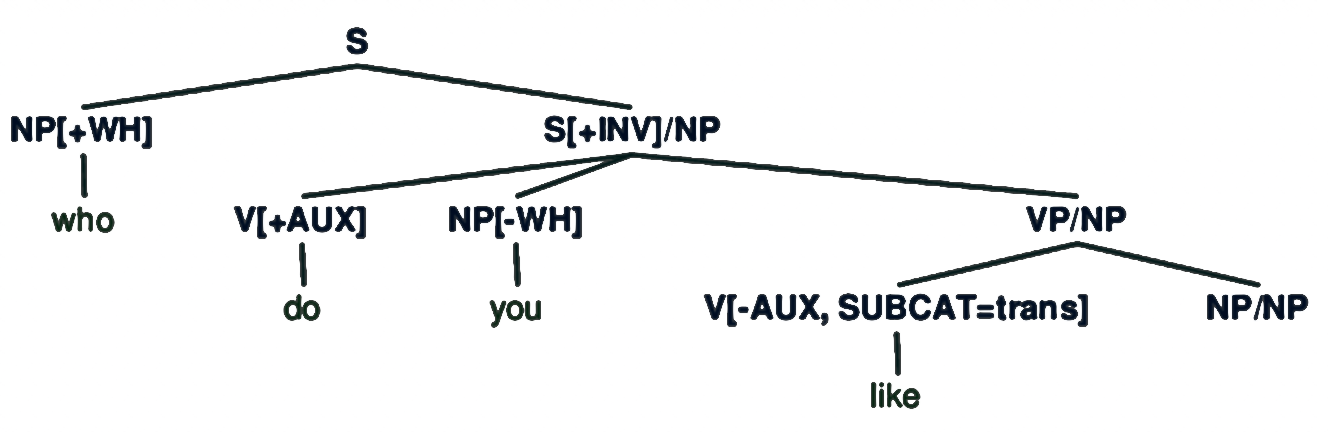 S
NP[+WH] S[+INV]/NP
who V[+AUX] NP[-WH] VP/NP
do you V[-AUX, SUBCAT=trans] NP/NP
like